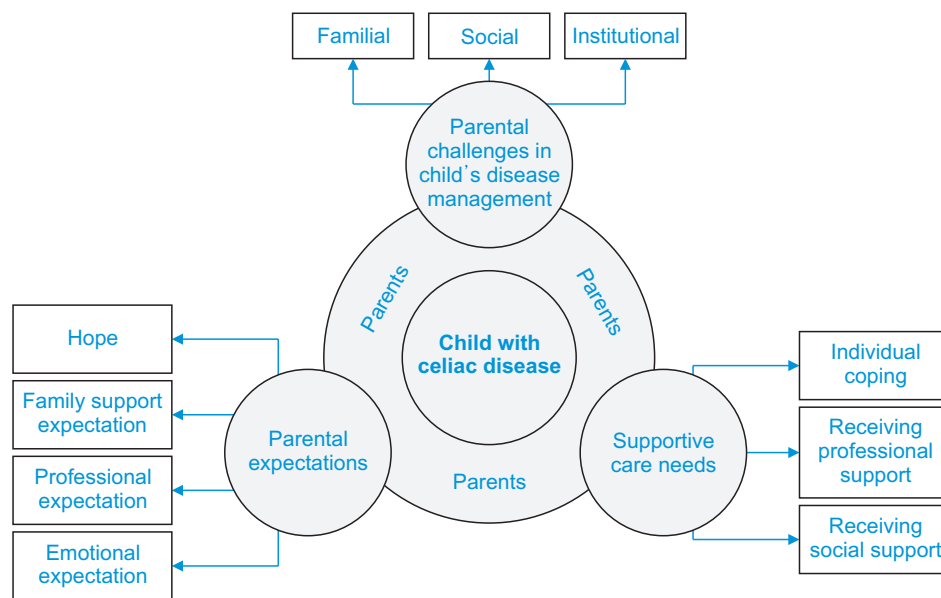 Familial
Social
Institutional
Parental
challenges in
child's disease
management
Parents
Parents
Child with
celiac disease
Parents
Parental
expectations
Hope
Family support
expectation
Professional
expectation
Emotional
expectation
Supportive
care needs
Individual
coping
Receiving
professional
support
Receiving
social support